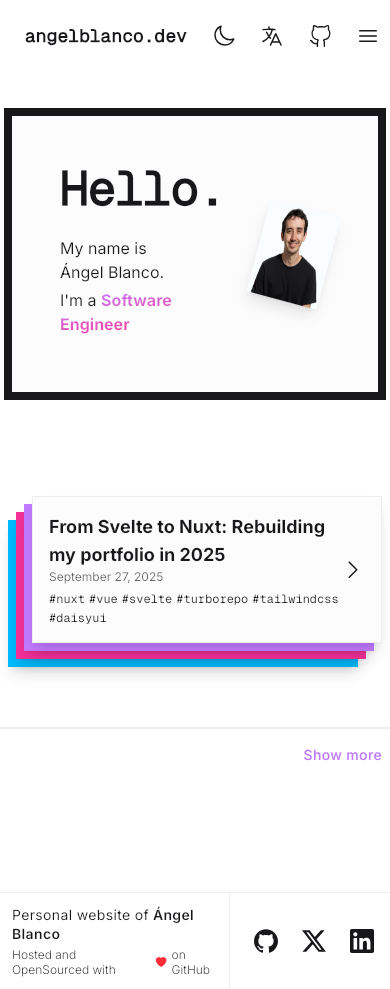 angelblanco.dev
Hello.
My name is
Ángel Blanco.
I'm a Software
Engineer
From Svelte to Nuxt: Rebuilding
my portfolio in 2025
September 27, 2025
#nuxt #vue #svelte #turborepo #tailwindcss
#daisyui
Show more
Personal website of Ángel
Blanco
Hosted and
OpenSourced with
on
GitHub